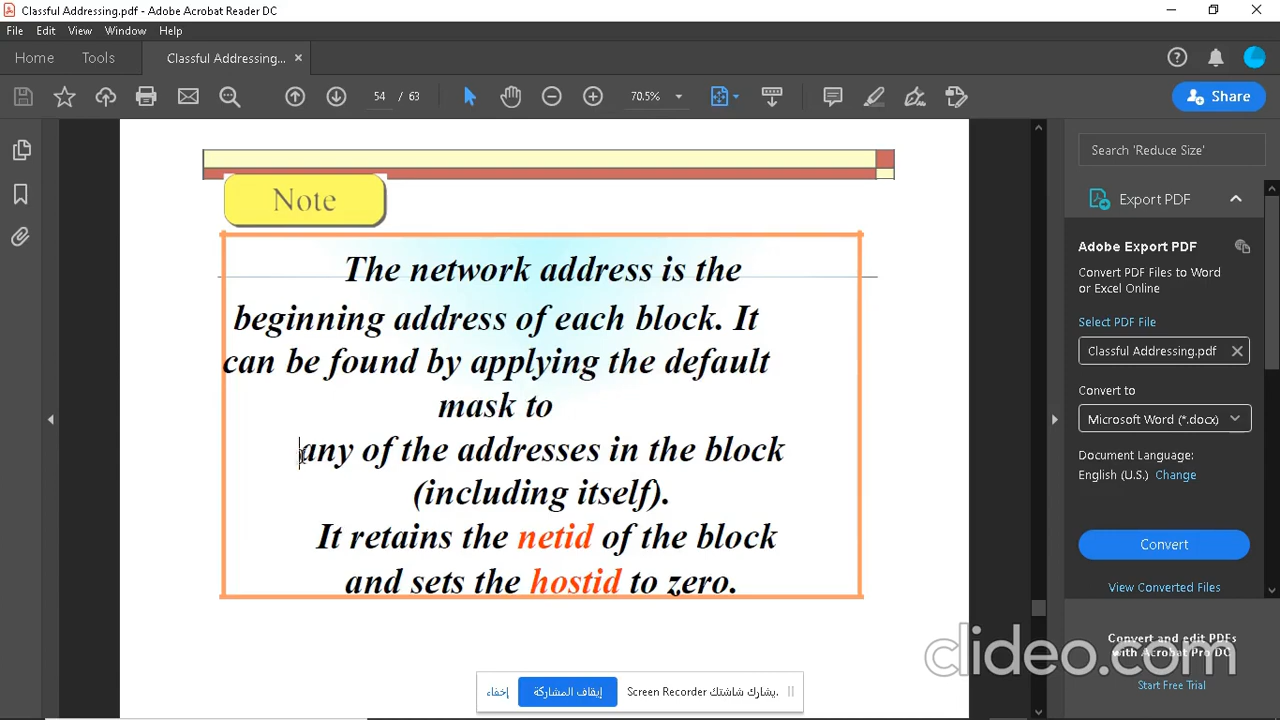 Classful Addressing.pdf - Adobe Acrobat Reader DC
File Edit View Window Help
Home Tools Classful Addressing... ×
54 / 63 70.5% Share
Search 'Reduce Size'
Export PDF
Adobe Export PDF
Convert PDF Files to Word
or Excel Online
Select PDF File
Classful Addressing.pdf
Convert to
Microsoft Word (*.docx)
Document Language:
English (U.S.) Change
Convert
View Converted Files
Convert and edit PDFs
with Acrobat Pro DC
Start Free Trial
Note
The network address is the
beginning address of each block. It
can be found by applying the default
mask to
any of the addresses in the block
(including itself).
It retains the netid of the block
and sets the hostid to zero.
clideo.com
يشارك شاشتك Screen Recorder.
إيقاف المشاركة
إخفاء